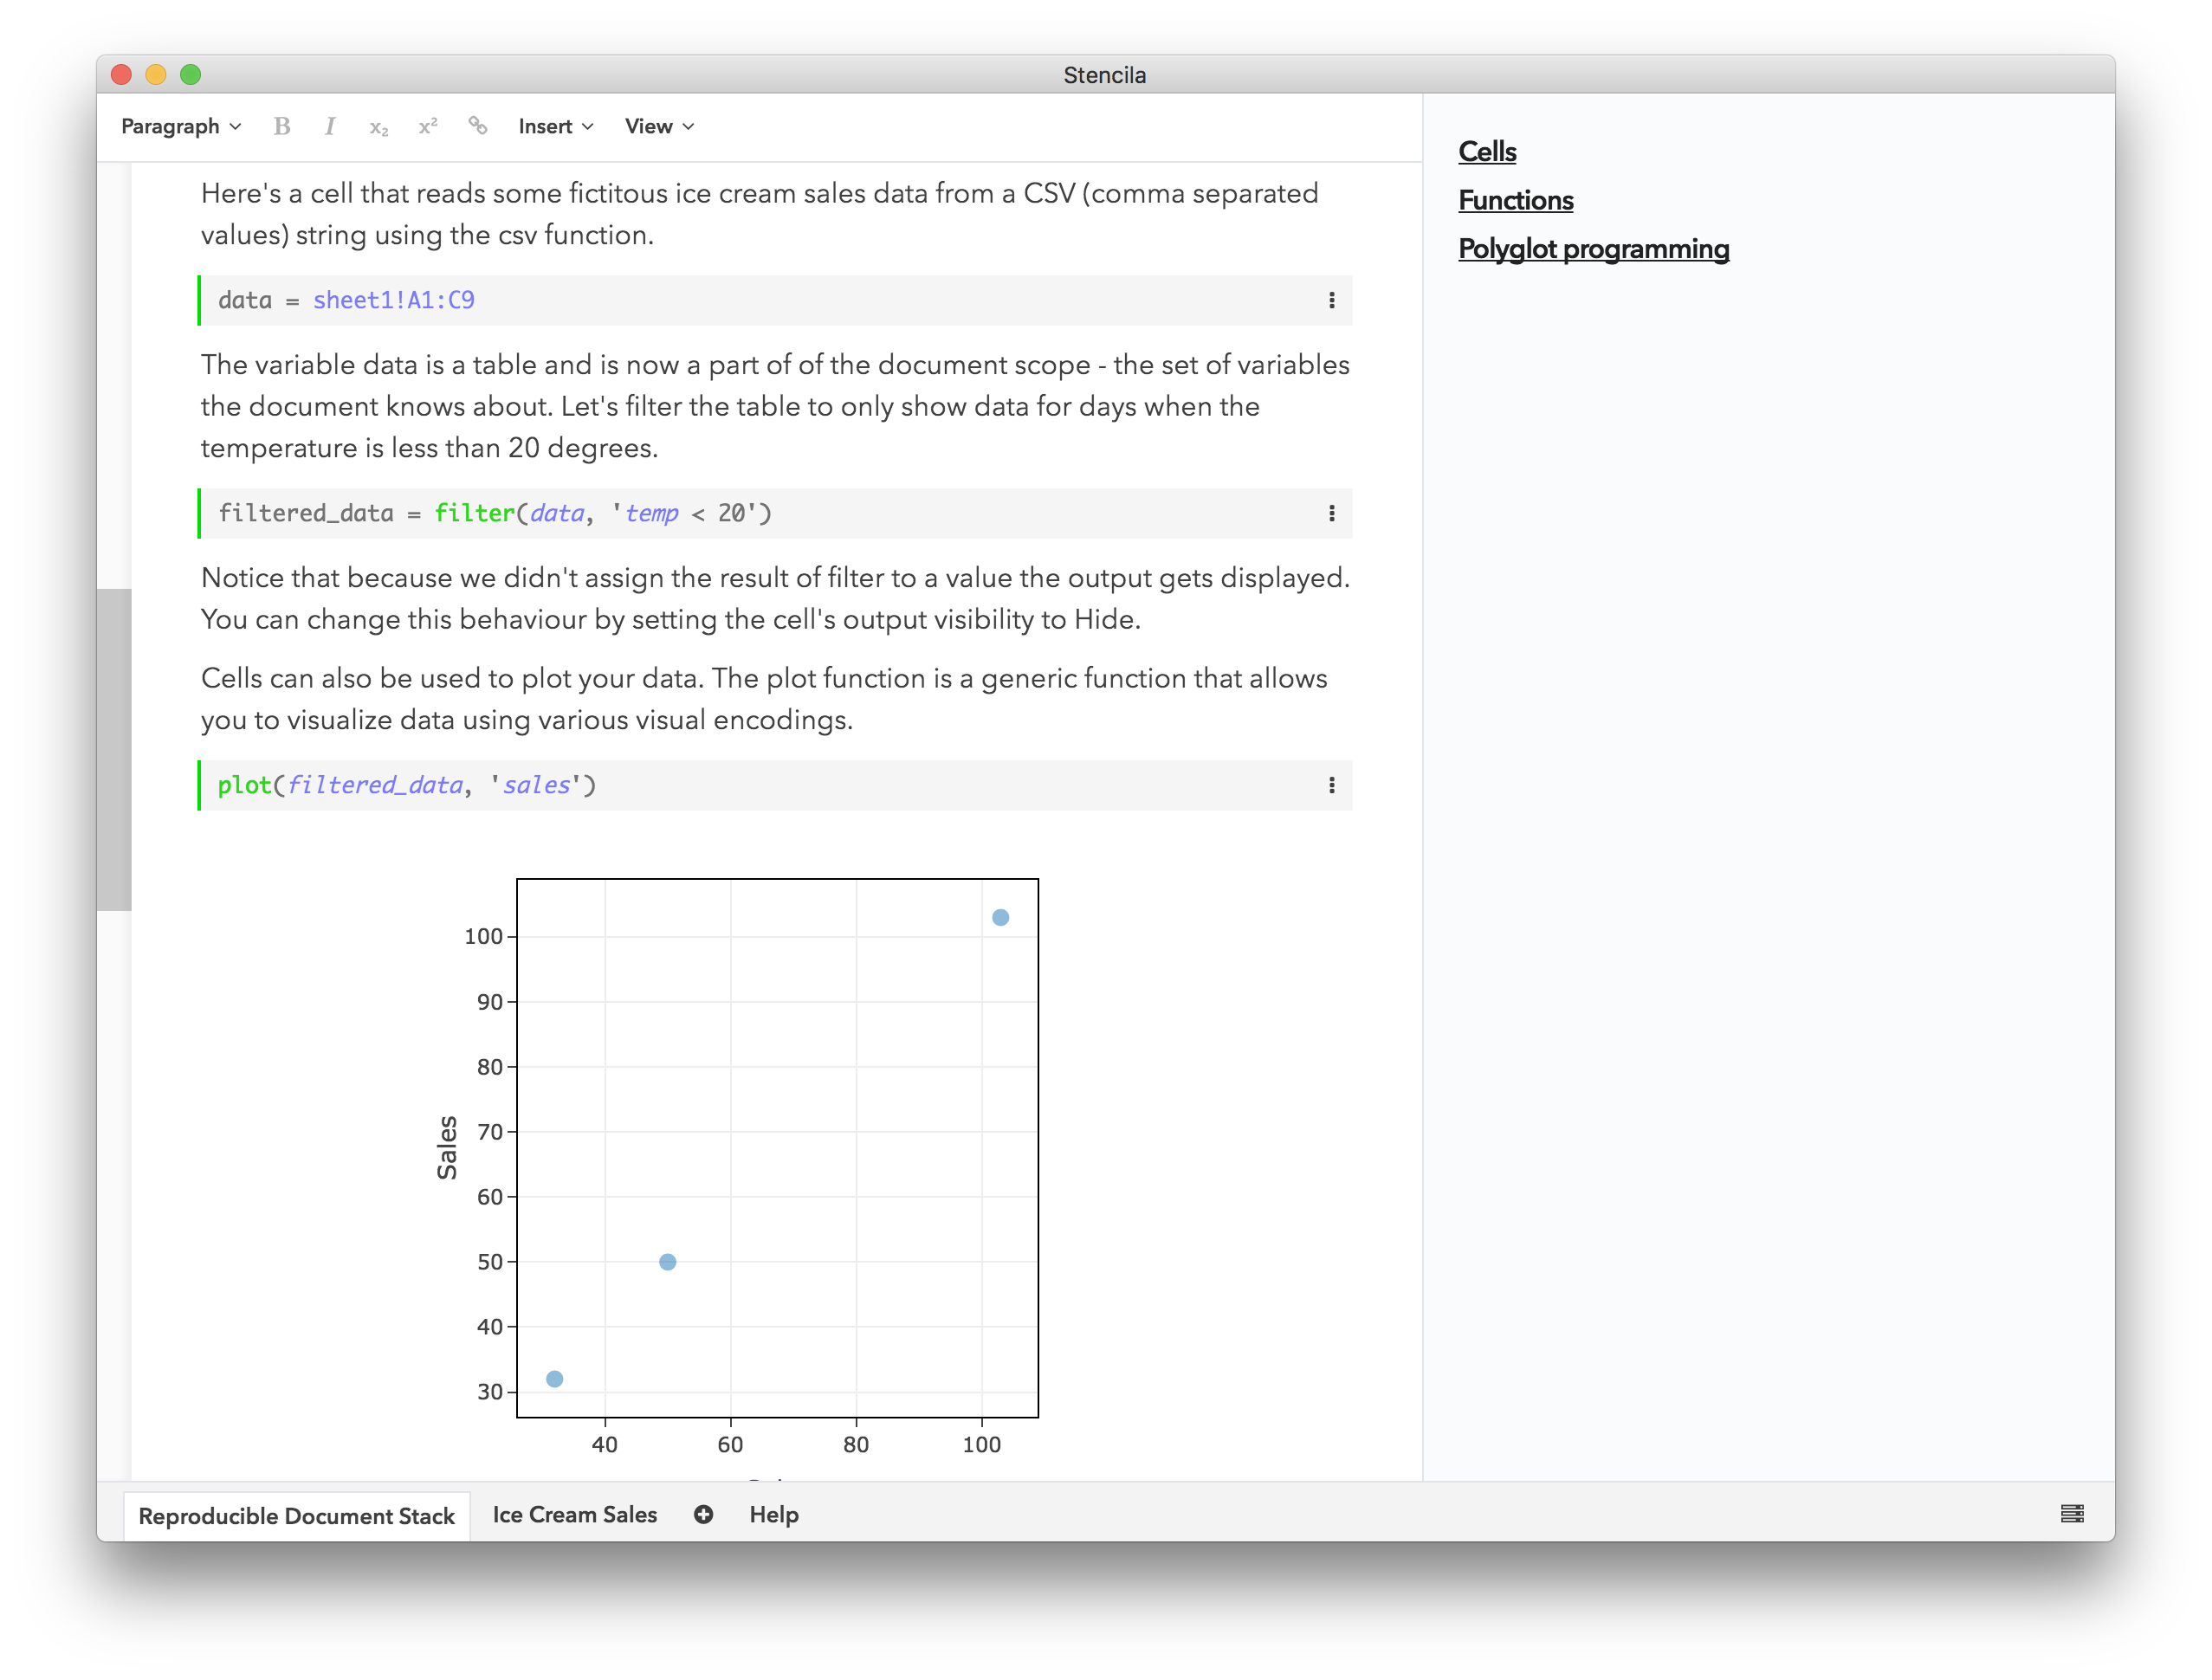 Stencila
Paragraph B I x₂ x² Insert View
Here's a cell that reads some fictitous ice cream sales data from a CSV (comma separated
values) string using the csv function.
data = sheet1!A1:C9
The variable data is a table and is now a part of of the document scope - the set of variables
the document knows about. Let's filter the table to only show data for days when the
temperature is less than 20 degrees.
filtered_data = filter(data, 'temp < 20')
Notice that because we didn't assign the result of filter to a value the output gets displayed.
You can change this behaviour by setting the cell's output visibility to Hide.
Cells can also be used to plot your data. The plot function is a generic function that allows
you to visualize data using various visual encodings.
plot(filtered_data, 'sales')
100
90
80
70
60
50
40
30
Sales
40 60 80 100
Cells
Functions
Polyglot programming
Reproducible Document Stack Ice Cream Sales Help